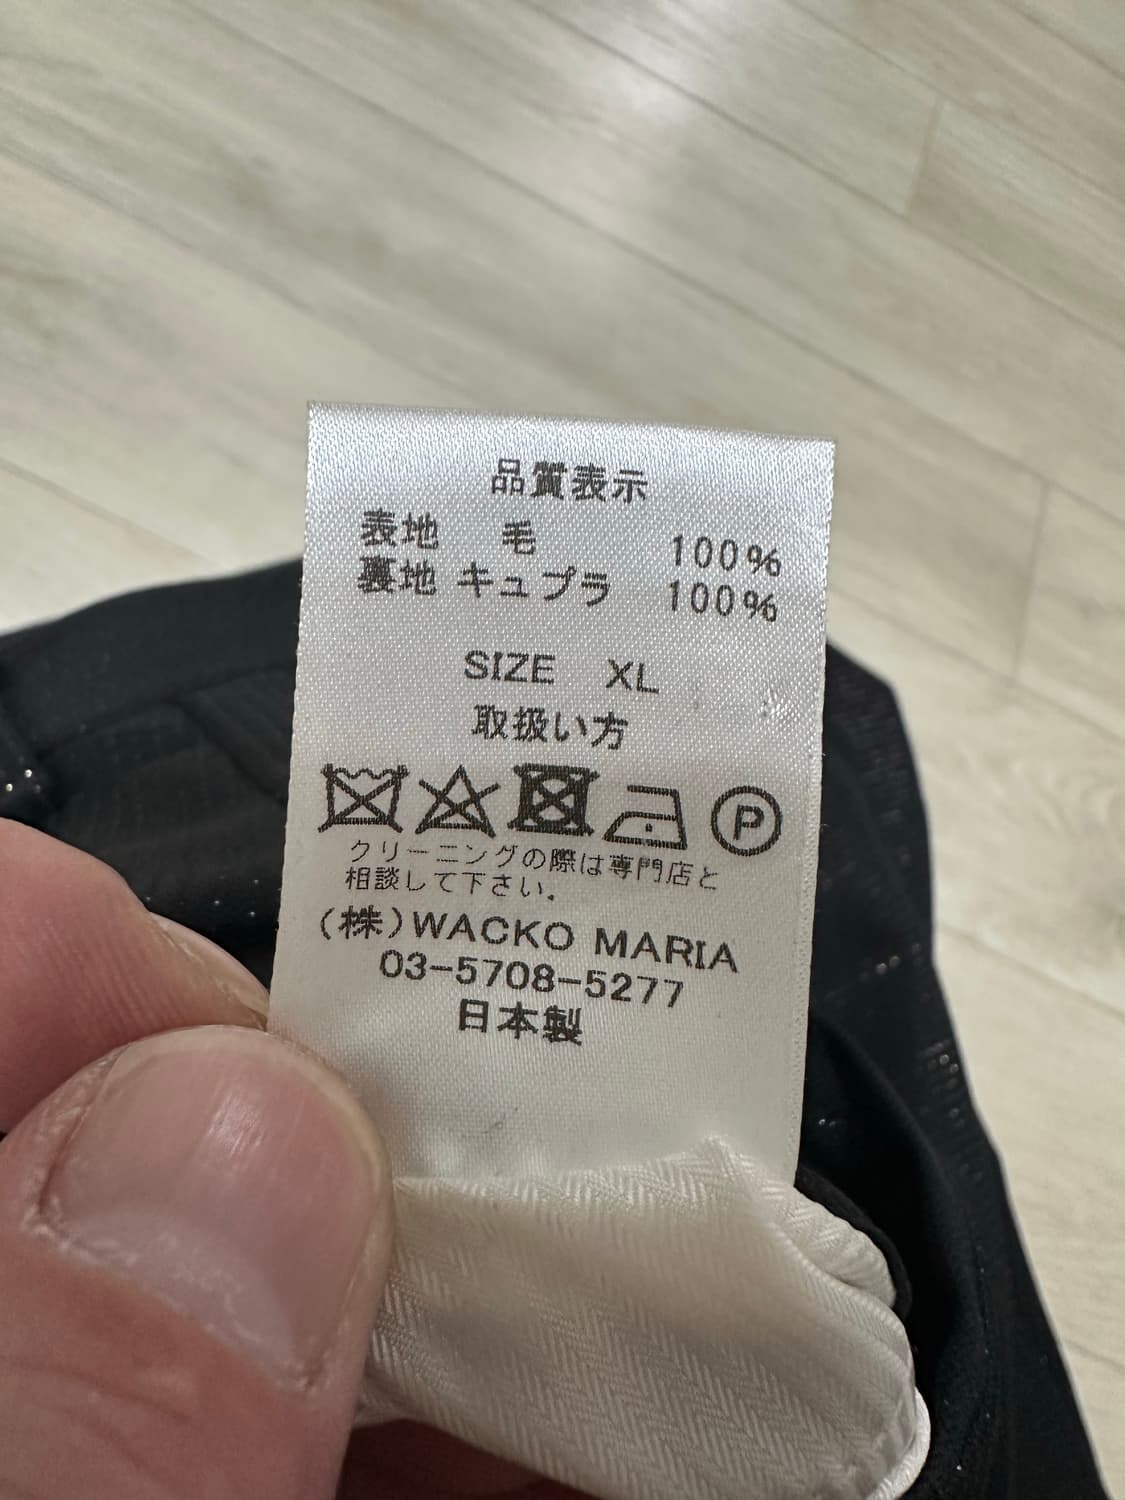 品質表示
表地 毛 100%
裏地 キュプラ 100%
SIZE XL
取扱い方
P
クリーニングの際は専門店と
相談して下さい.
(株)WACKO MARIA
03-5708-5277
日本製